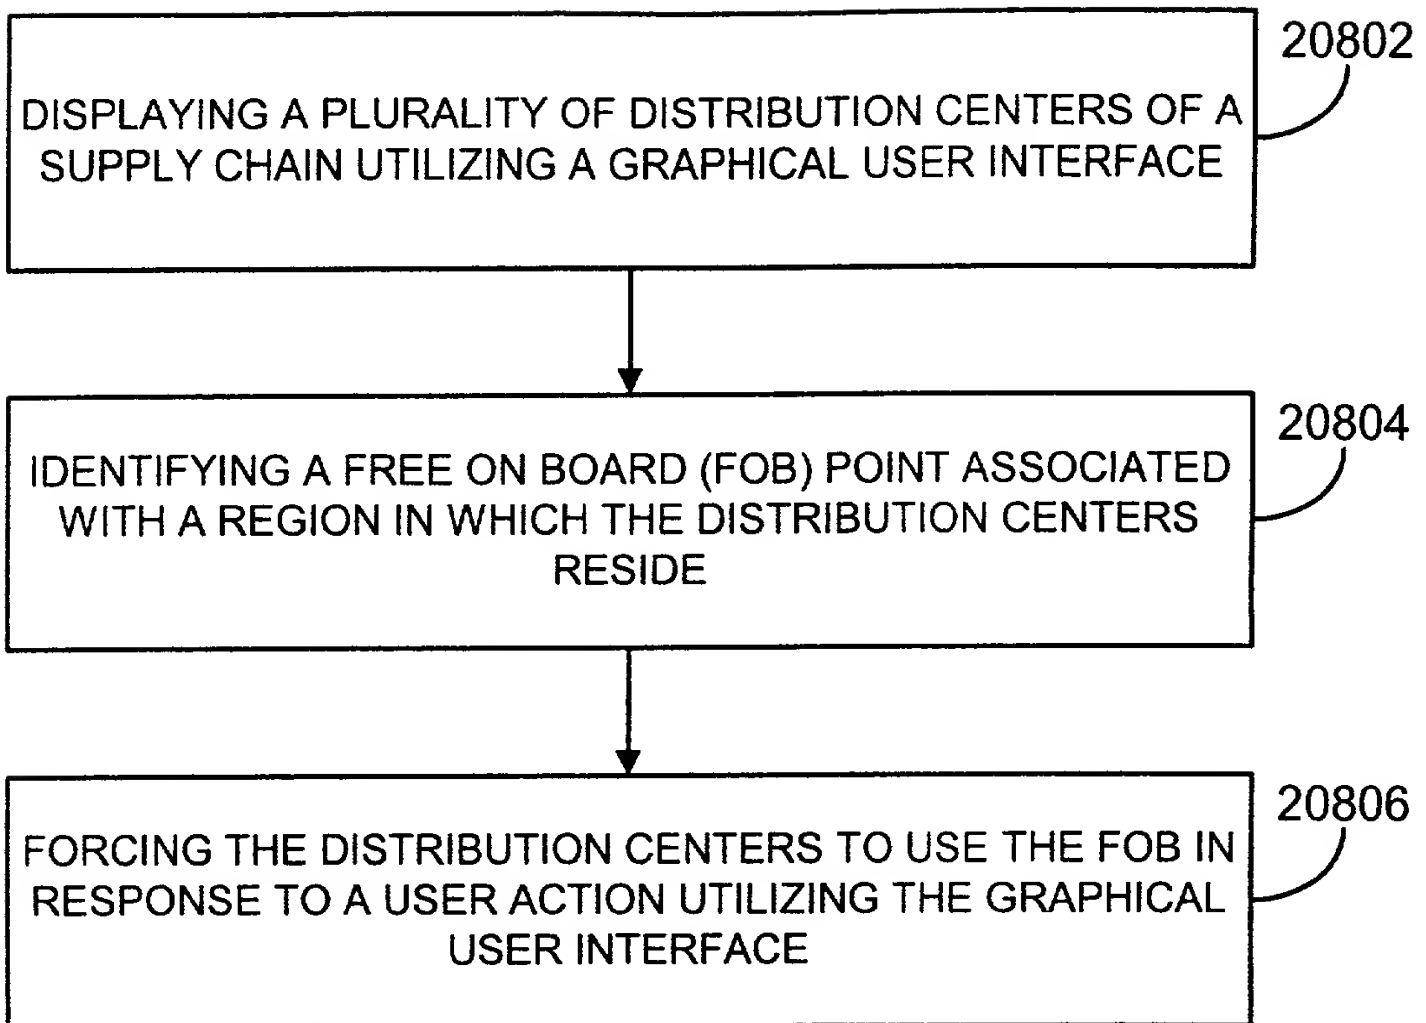 20802
DISPLAYING A PLURALITY OF DISTRIBUTION CENTERS OF A
SUPPLY CHAIN UTILIZING A GRAPHICAL USER INTERFACE
20804
IDENTIFYING A FREE ON BOARD (FOB) POINT ASSOCIATED
WITH A REGION IN WHICH THE DISTRIBUTION CENTERS
RESIDE
20806
FORCING THE DISTRIBUTION CENTERS TO USE THE FOB IN
RESPONSE TO A USER ACTION UTILIZING THE GRAPHICAL
USER INTERFACE